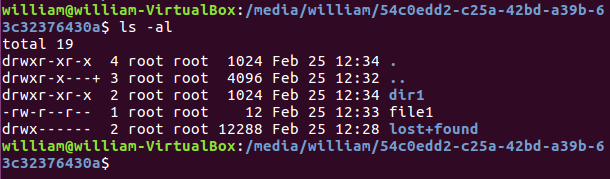 william@william-VirtualBox:/media/william/54c0edd2-c25a-42bd-a39b-6
3c32376430a$ ls -al
total 19
drwxr-xr-x  4 root root  1024 Feb 25 12:34 .
drwxr-x---+ 3 root root  4096 Feb 25 12:32 ..
drwxr-xr-x  2 root root  1024 Feb 25 12:34 dir1
-rw-r--r--  1 root root    12 Feb 25 12:33 file1
drwx------  2 root root 12288 Feb 25 12:28 lost+found
william@william-VirtualBox:/media/william/54c0edd2-c25a-42bd-a39b-6
3c32376430a$